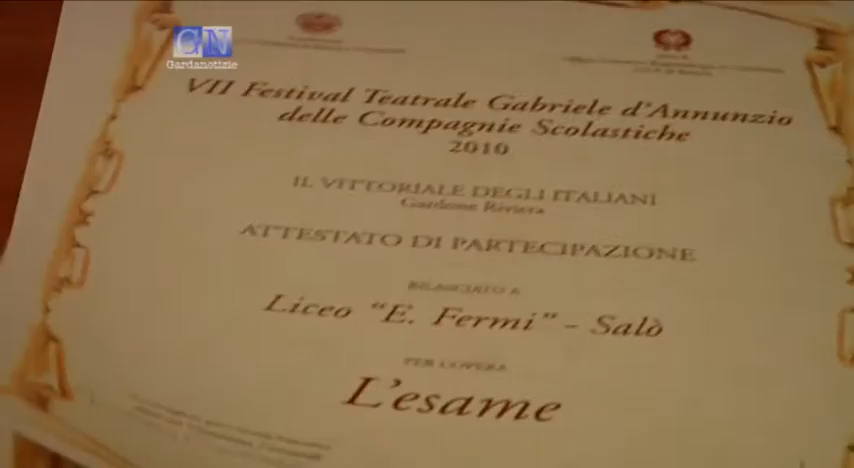 GN
Gardanotizie
VII Festival Teatrale Gabriele d'Annunzio
delle Compagnie Scolastiche
2010
IL VITTORIALE DEGLI ITALIANI
Gardone Riviera
ATTESTATO DI PARTECIPAZIONE
RILASCIATO A
Liceo "E. Fermi" - Salò
PER L'OPERA
L'esame